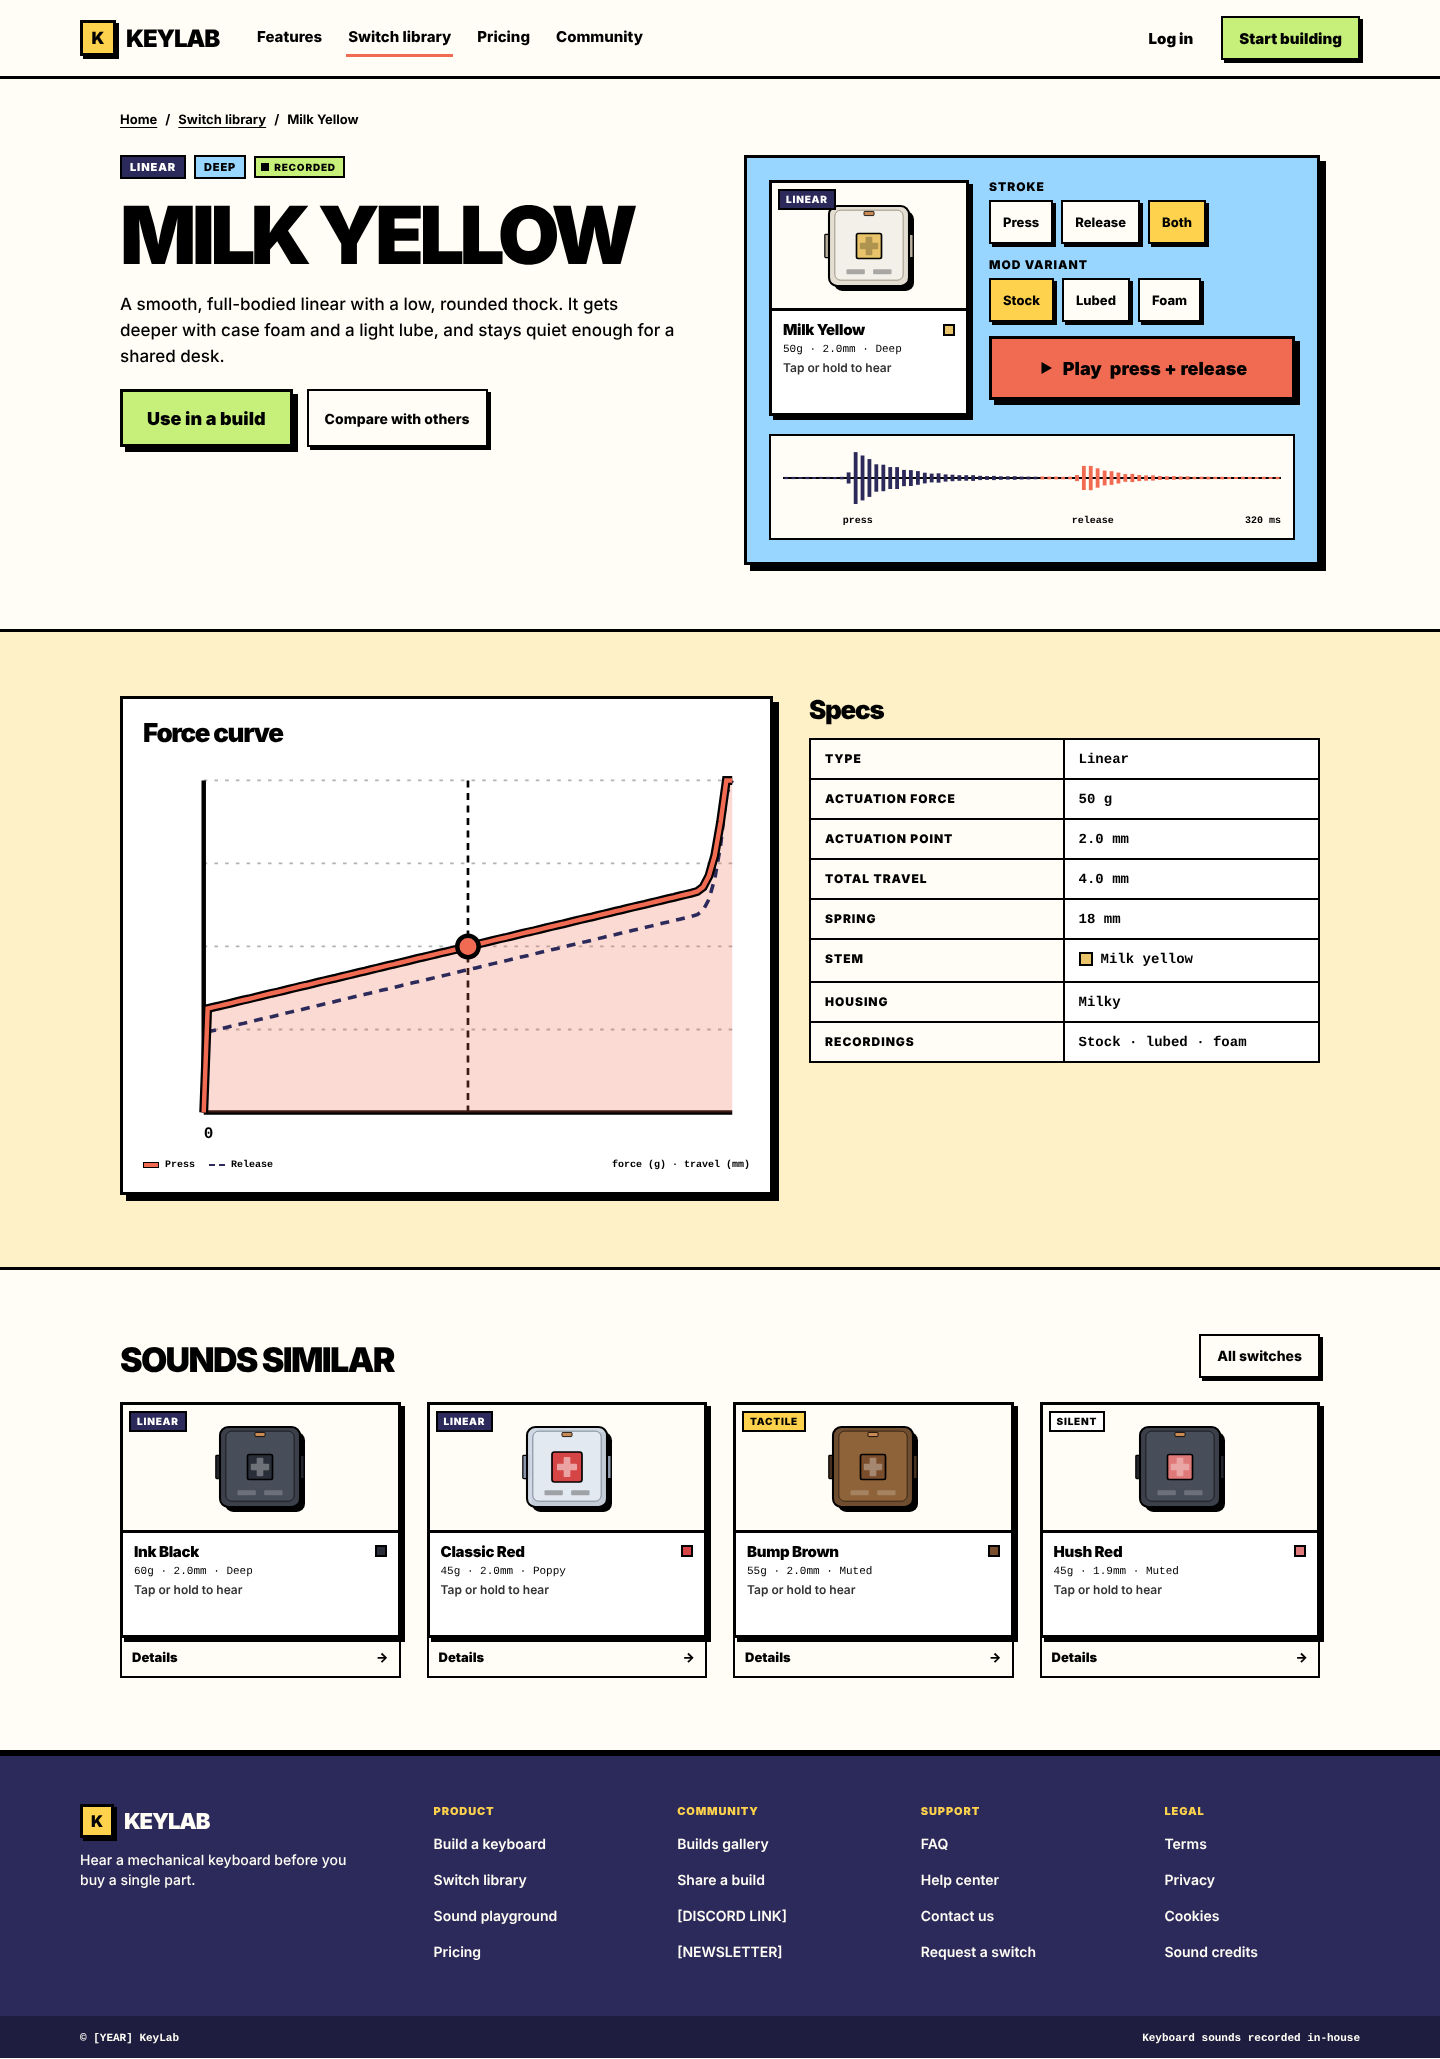 K KEYLAB Features Switch library Pricing Community Log in Start building
Home / Switch library / Milk Yellow
LINEAR DEEP RECORDED
MILK YELLOW
A smooth, full-bodied linear with a low, rounded thock. It gets
deeper with case foam and a light lube, and stays quiet enough for a
shared desk.
Use in a build Compare with others
LINEAR
Milk Yellow
50g · 2.0mm · Deep
Tap or hold to hear
STROKE
Press Release Both
MOD VARIANT
Stock Lubed Foam
Play press + release
press release 320 ms
Force curve
0
Press Release force (g) · travel (mm)
Specs
TYPE Linear
ACTUATION FORCE 50 g
ACTUATION POINT 2.0 mm
TOTAL TRAVEL 4.0 mm
SPRING 18 mm
STEM Milk yellow
HOUSING Milky
RECORDINGS Stock · lubed · foam
SOUNDS SIMILAR All switches
LINEAR
Ink Black
60g · 2.0mm · Deep
Tap or hold to hear
Details →
LINEAR
Classic Red
45g · 2.0mm · Poppy
Tap or hold to hear
Details →
TACTILE
Bump Brown
55g · 2.0mm · Muted
Tap or hold to hear
Details →
SILENT
Hush Red
45g · 1.9mm · Muted
Tap or hold to hear
Details →
K KEYLAB
Hear a mechanical keyboard before you
buy a single part.
PRODUCT
Build a keyboard
Switch library
Sound playground
Pricing
COMMUNITY
Builds gallery
Share a build
[DISCORD LINK]
[NEWSLETTER]
SUPPORT
FAQ
Help center
Contact us
Request a switch
LEGAL
Terms
Privacy
Cookies
Sound credits
© [YEAR] KeyLab Keyboard sounds recorded in-house